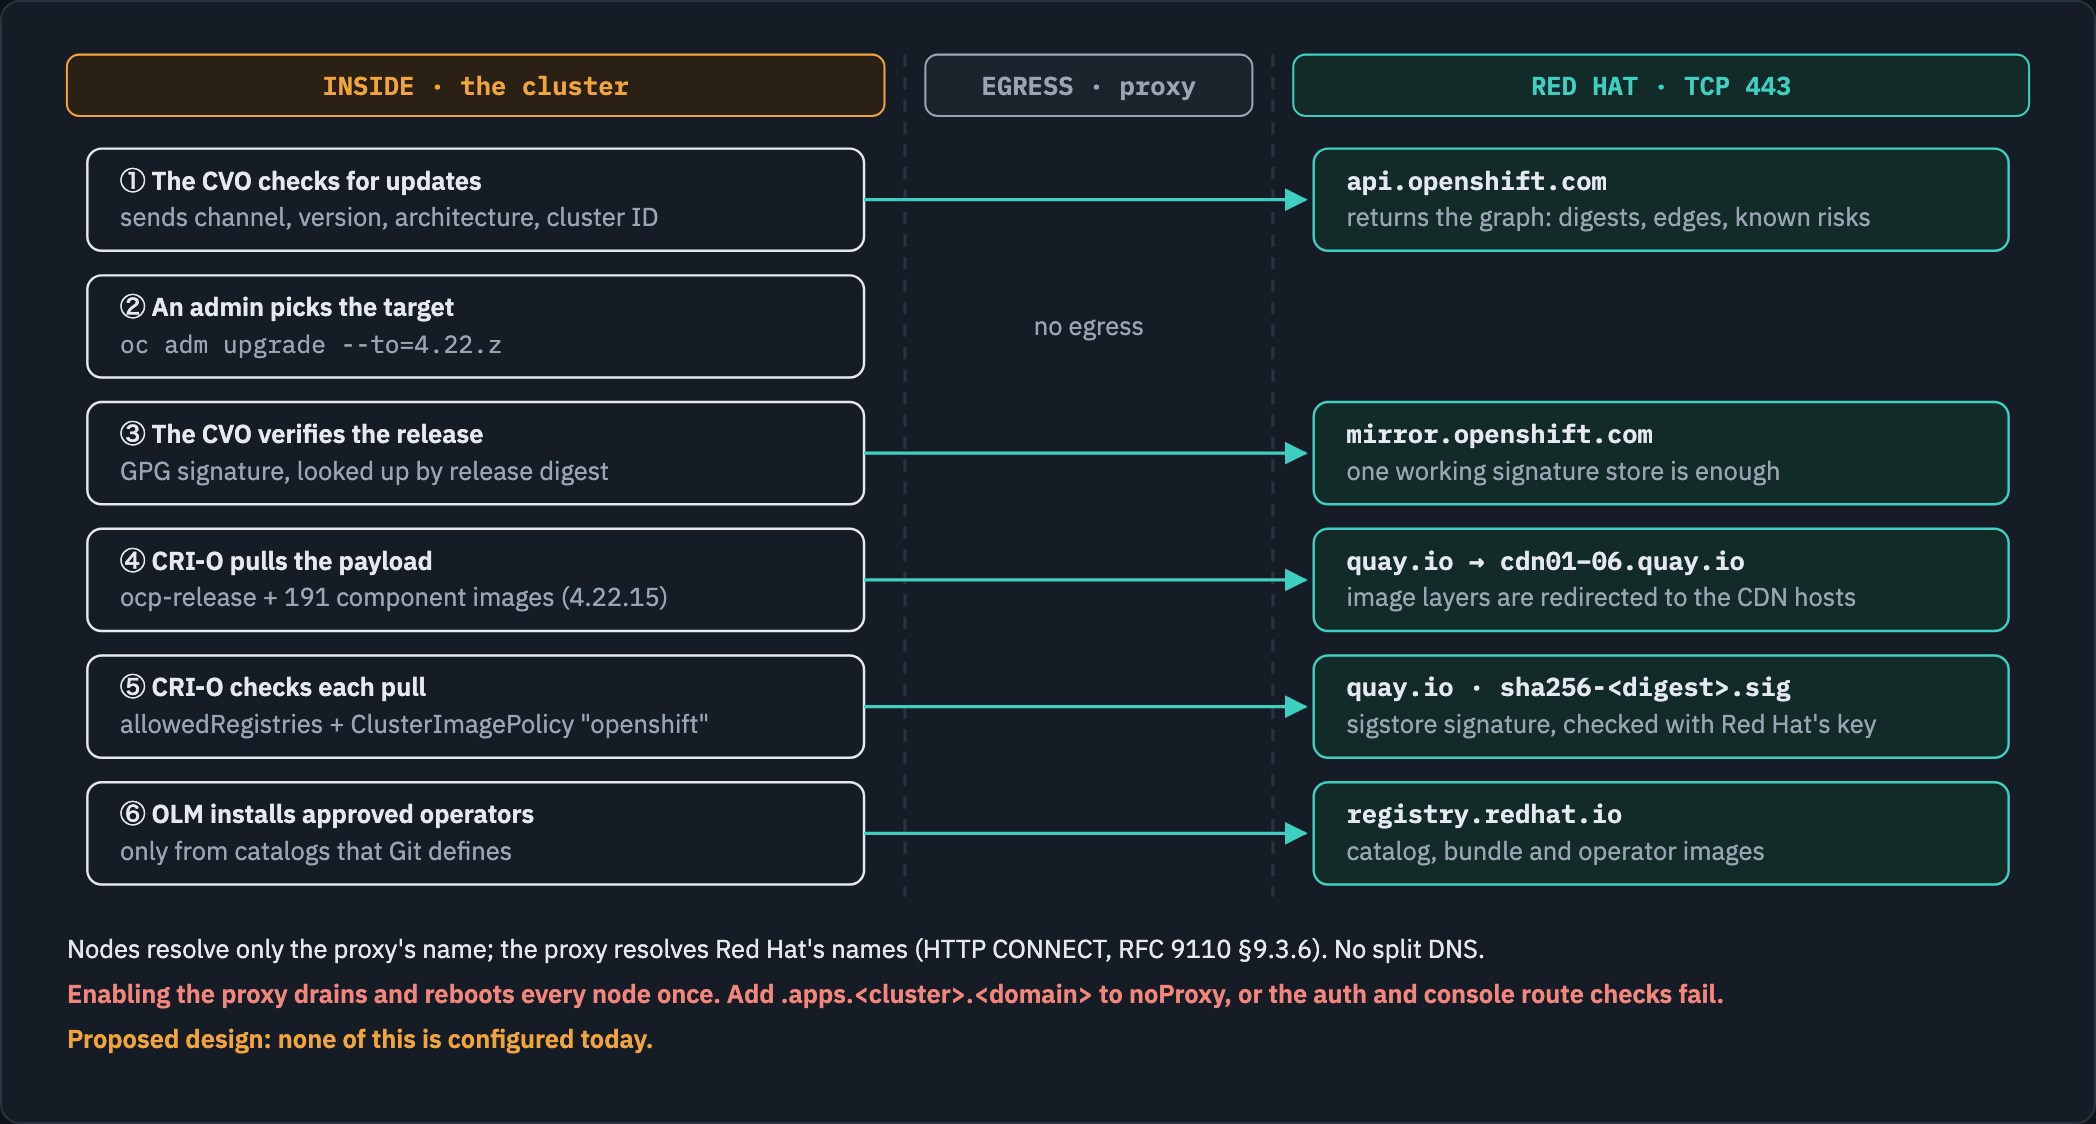 INSIDE · the cluster
EGRESS · proxy
RED HAT · TCP 443
① The CVO checks for updates
sends channel, version, architecture, cluster ID
api.openshift.com
returns the graph: digests, edges, known risks
② An admin picks the target
oc adm upgrade --to=4.22.z
no egress
③ The CVO verifies the release
GPG signature, looked up by release digest
mirror.openshift.com
one working signature store is enough
④ CRI-O pulls the payload
ocp-release + 191 component images (4.22.15)
quay.io → cdn01–06.quay.io
image layers are redirected to the CDN hosts
⑤ CRI-O checks each pull
allowedRegistries + ClusterImagePolicy "openshift"
quay.io · sha256-<digest>.sig
sigstore signature, checked with Red Hat's key
⑥ OLM installs approved operators
only from catalogs that Git defines
registry.redhat.io
catalog, bundle and operator images
Nodes resolve only the proxy's name; the proxy resolves Red Hat's names (HTTP CONNECT, RFC 9110 §9.3.6). No split DNS.
Enabling the proxy drains and reboots every node once. Add .apps.<cluster>.<domain> to noProxy, or the auth and console route checks fail.
Proposed design: none of this is configured today.